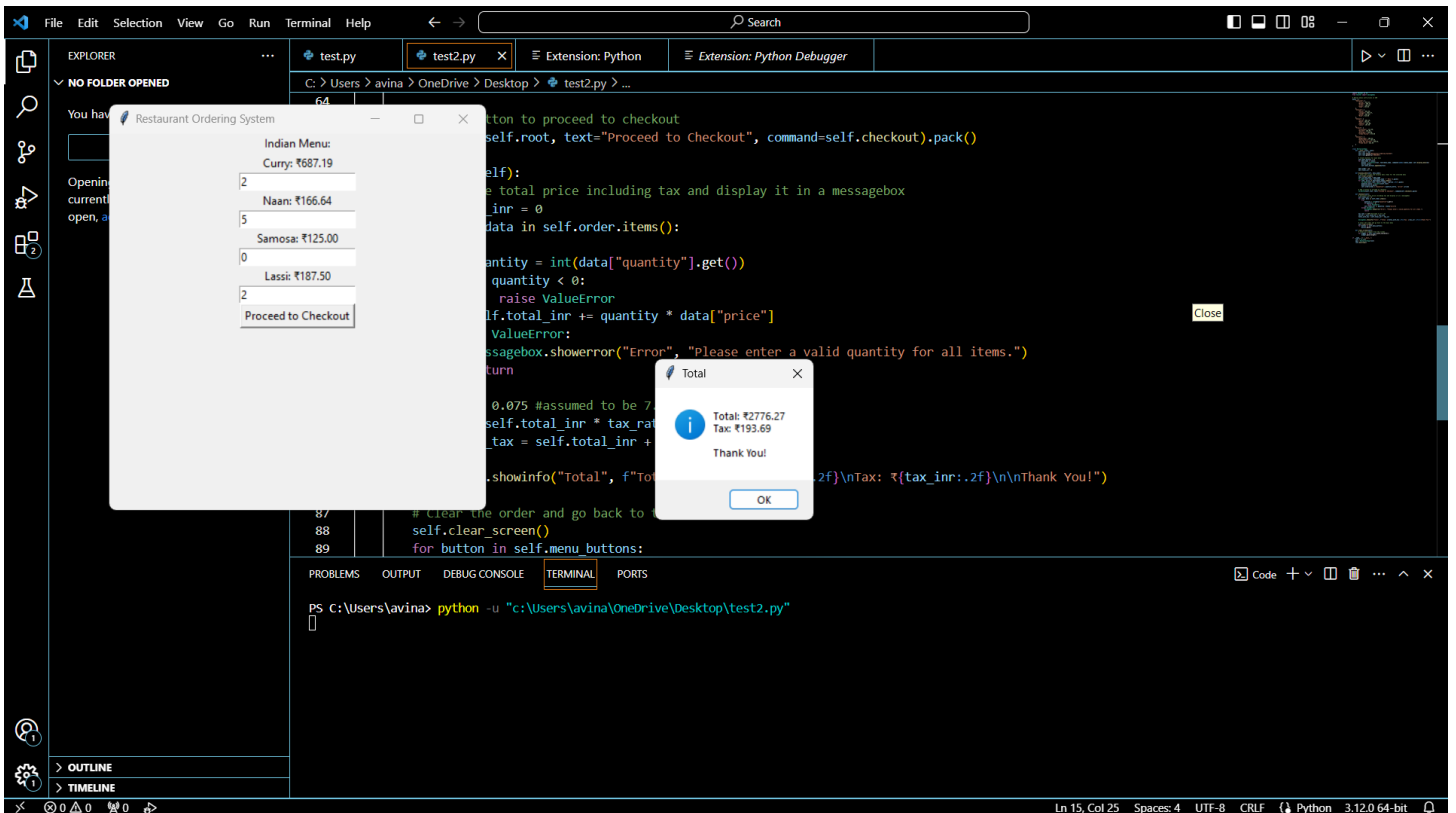 File Edit Selection View Go Run Terminal Help
Search
EXPLORER
NO FOLDER OPENED
You hav
Opening
currentl
open, a
2
1
1
OUTLINE
TIMELINE
test.py
test2.py
Extension: Python
Extension: Python Debugger
C: > Users > avina > OneDrive > Desktop > test2.py > ...
64
tton to proceed to checkout
self.root, text="Proceed to Checkout", command=self.checkout).pack()
elf):
e total price including tax and display it in a messagebox
_inr = 0
data in self.order.items():
antity = int(data["quantity"].get())
quantity < 0:
raise ValueError
lf.total_inr += quantity * data["price"]
ValueError:
ssagebox.showerror("Error", "Please enter a valid quantity for all items.")
turn
0.075 #assumed to be 7.
self.total_inr * tax_rat
_tax = self.total_inr +
.showinfo("Total", f"Tot .2f}\nTax: ₹{tax_inr:.2f}\n\nThank You!")
87 # Clear the order and go back to t
88 self.clear_screen()
89 for button in self.menu_buttons:
Restaurant Ordering System
Indian Menu:
Curry: ₹687.19
2
Naan: ₹166.64
5
Samosa: ₹125.00
0
Lassi: ₹187.50
2
Proceed to Checkout
Total
Total: ₹2776.27
Tax: ₹193.69
Thank You!
OK
Close
PROBLEMS OUTPUT DEBUG CONSOLE TERMINAL PORTS
Code
PS C:\Users\avina> python -u "c:\Users\avina\OneDrive\Desktop\test2.py"
0 0 0
Ln 15, Col 25 Spaces: 4 UTF-8 CRLF Python 3.12.0 64-bit